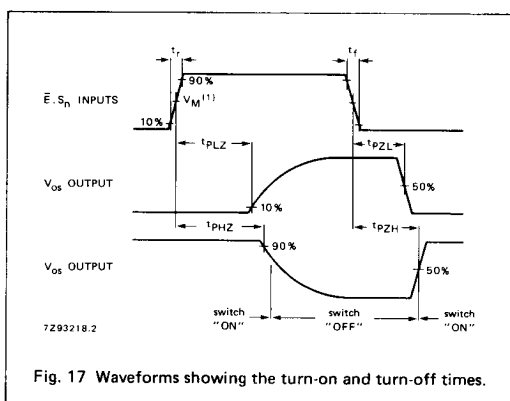 tr
tf
90%
Ē.Sn INPUTS
VM(1)
10%
tPLZ
tPZL
VOS OUTPUT
50%
10%
tPHZ
tPZH
90%
VOS OUTPUT
50%
switch "ON"
switch "OFF"
switch "ON"
7Z93218.2
Fig. 17 Waveforms showing the turn-on and turn-off times.